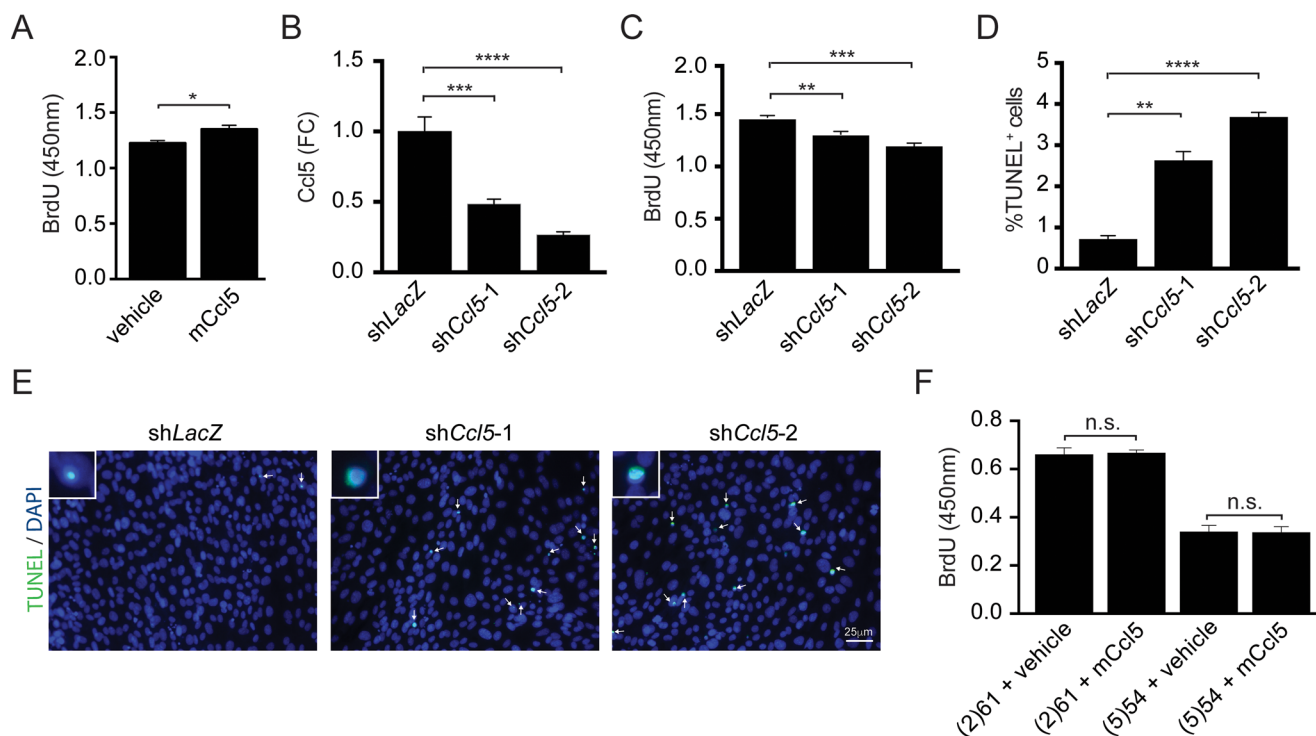 A
BrdU (450nm)
2.0
1.5
1.0
0.5
0.0
*
vehicle
mCcl5
B
Ccl5 (FC)
1.5
1.0
0.5
0.0
****
***
shLacZ
shCcl5-1
shCcl5-2
C
BrdU (450nm)
2.0
1.5
1.0
0.5
0.0
***
**
shLacZ
shCcl5-1
shCcl5-2
D
%TUNEL+ cells
5
4
3
2
1
0
****
**
shLacZ
shCcl5-1
shCcl5-2
E
TUNEL / DAPI
shLacZ
shCcl5-1
shCcl5-2
25µm
F
BrdU (450nm)
0.8
0.6
0.4
0.2
0.0
n.s.
n.s.
(2)61 + vehicle
(2)61 + mCcl5
(5)54 + vehicle
(5)54 + mCcl5